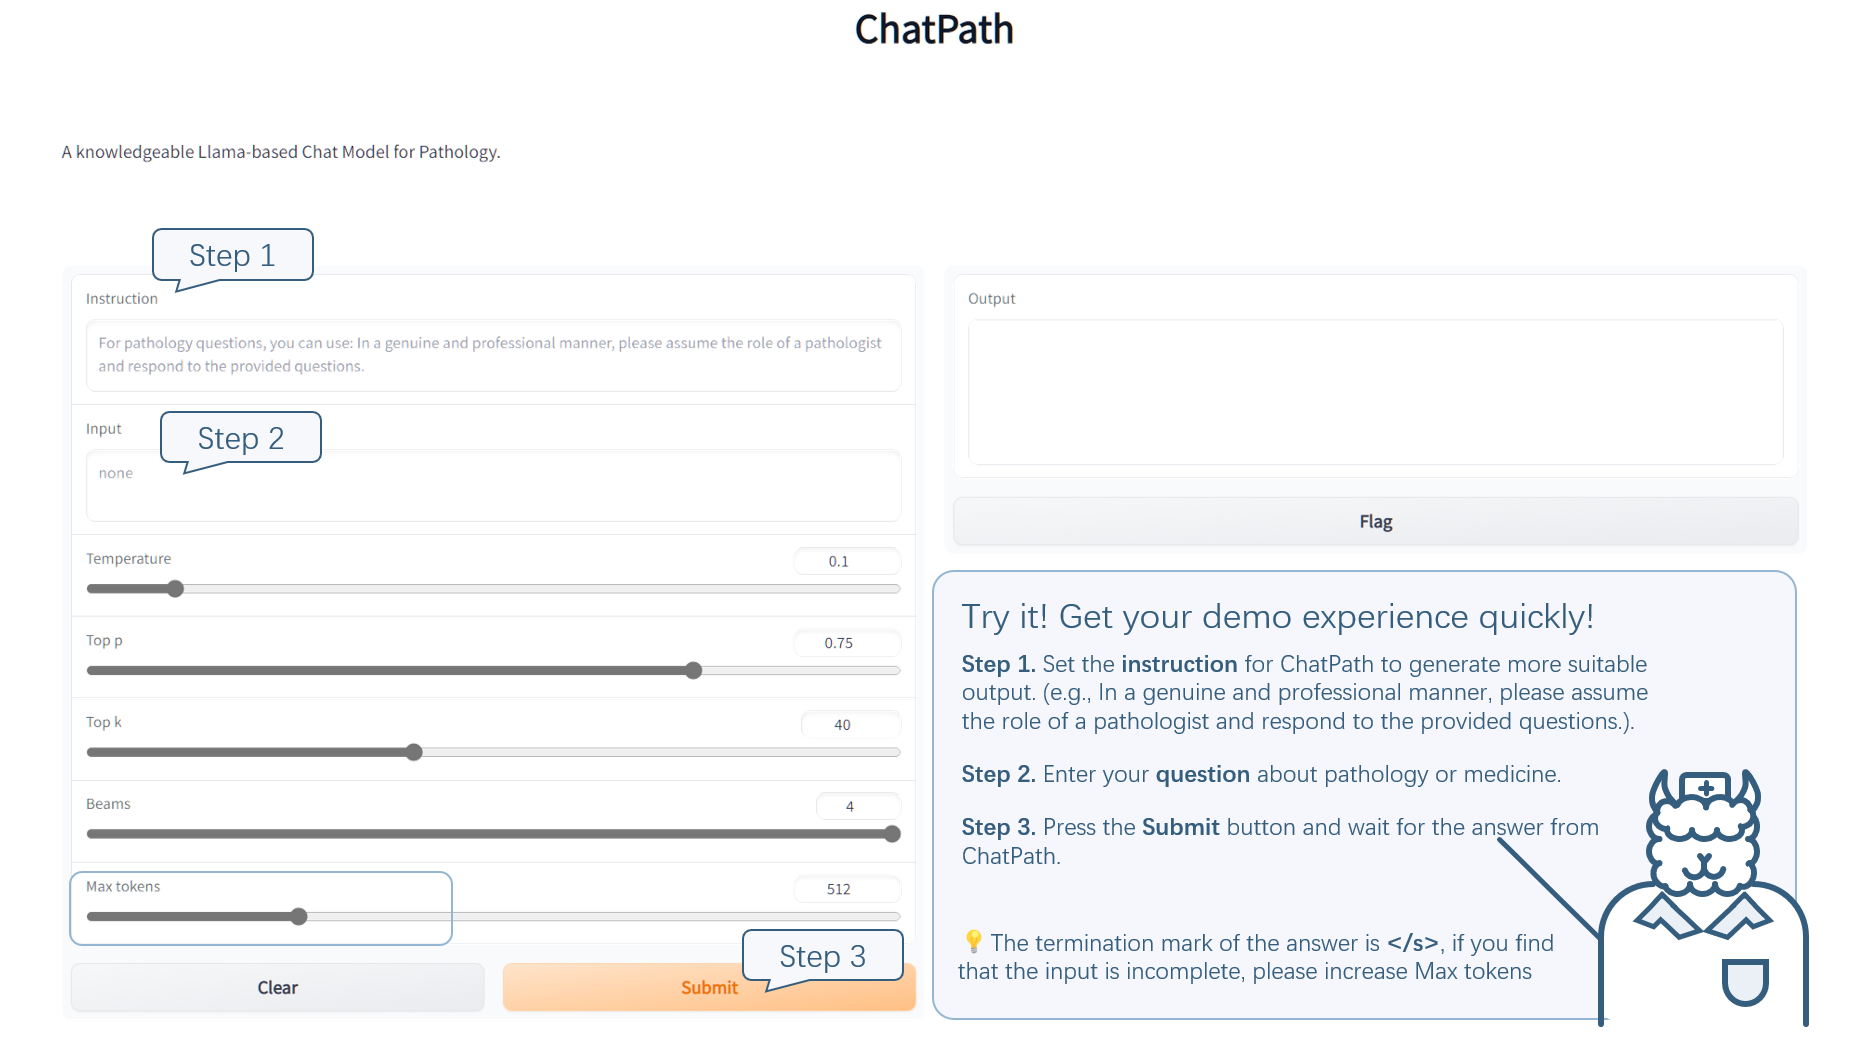 ChatPath
A knowledgeable Llama-based Chat Model for Pathology.
Step 1
Instruction
For pathology questions, you can use: In a genuine and professional manner, please assume the role of a pathologist
and respond to the provided questions.
Input
Step 2
none
Temperature
0.1
Top p
0.75
Top k
40
Beams
4
Max tokens
512
Step 3
Clear
Submit
Output
Flag
Try it! Get your demo experience quickly!
Step 1. Set the instruction for ChatPath to generate more suitable
output. (e.g., In a genuine and professional manner, please assume
the role of a pathologist and respond to the provided questions.).
Step 2. Enter your question about pathology or medicine.
Step 3. Press the Submit button and wait for the answer from
ChatPath.
💡 The termination mark of the answer is </s>, if you find
that the input is incomplete, please increase Max tokens